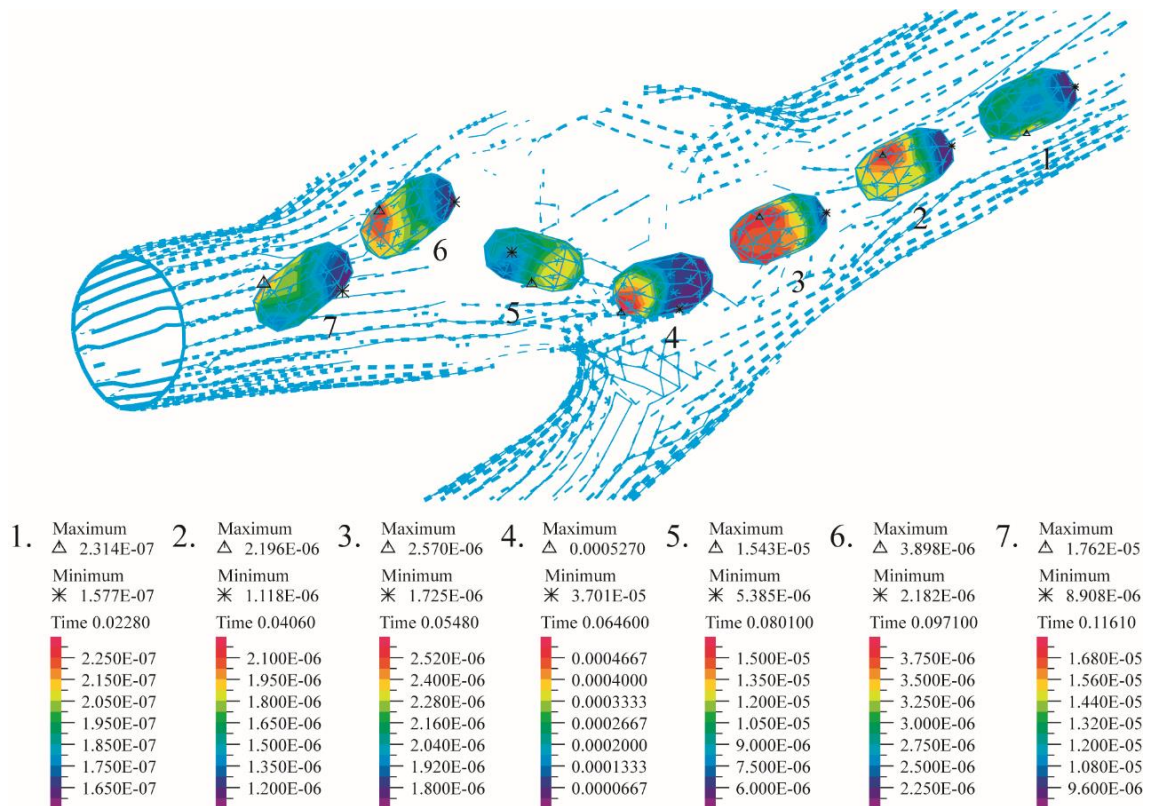 1
2
3
4
5
6
7
1. Maximum
△ 2.314E-07
Minimum
✳ 1.577E-07
Time 0.02280
2.250E-07
2.150E-07
2.050E-07
1.950E-07
1.850E-07
1.750E-07
1.650E-07
2. Maximum
△ 2.196E-06
Minimum
✳ 1.118E-06
Time 0.04060
2.100E-06
1.950E-06
1.800E-06
1.650E-06
1.500E-06
1.350E-06
1.200E-06
3. Maximum
△ 2.570E-06
Minimum
✳ 1.725E-06
Time 0.05480
2.520E-06
2.400E-06
2.280E-06
2.160E-06
2.040E-06
1.920E-06
1.800E-06
4. Maximum
△ 0.0005270
Minimum
✳ 3.701E-05
Time 0.064600
0.0004667
0.0004000
0.0003333
0.0002667
0.0002000
0.0001333
0.0000667
5. Maximum
△ 1.543E-05
Minimum
✳ 5.385E-06
Time 0.080100
1.500E-05
1.350E-05
1.200E-05
1.050E-05
9.000E-06
7.500E-06
6.000E-06
6. Maximum
△ 3.898E-06
Minimum
✳ 2.182E-06
Time 0.097100
3.750E-06
3.500E-06
3.250E-06
3.000E-06
2.750E-06
2.500E-06
2.250E-06
7. Maximum
△ 1.762E-05
Minimum
✳ 8.908E-06
Time 0.11610
1.680E-05
1.560E-05
1.440E-05
1.320E-05
1.200E-05
1.080E-05
9.600E-06